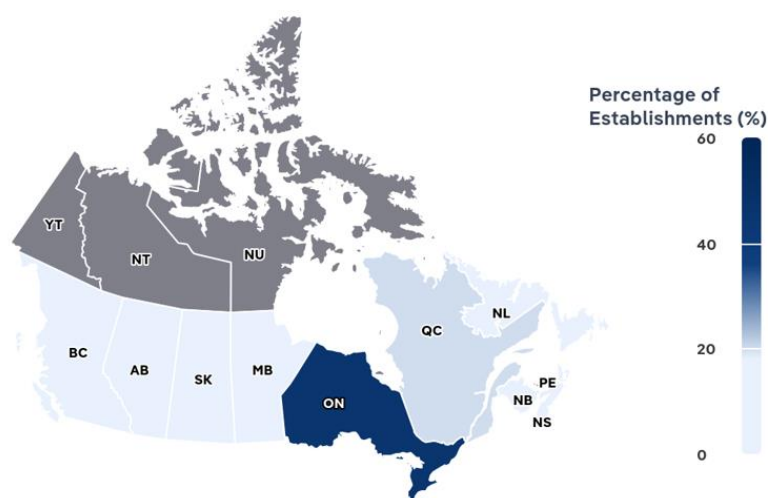 Percentage of
Establishments (%)
60
40
20
0
YT
NT
NU
BC
AB
SK
MB
ON
QC
NL
PE
NB
NS